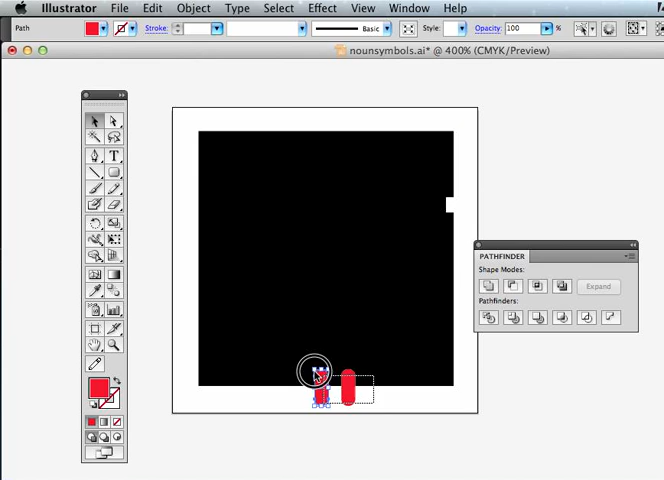 Illustrator File Edit Object Type Select Effect View Window Help
Path Stroke: Basic Style: Opacity: 100 %
nounsymbols.ai* @ 400% (CMYK/Preview)
T
PATHFINDER
Shape Modes:
Expand
Pathfinders: